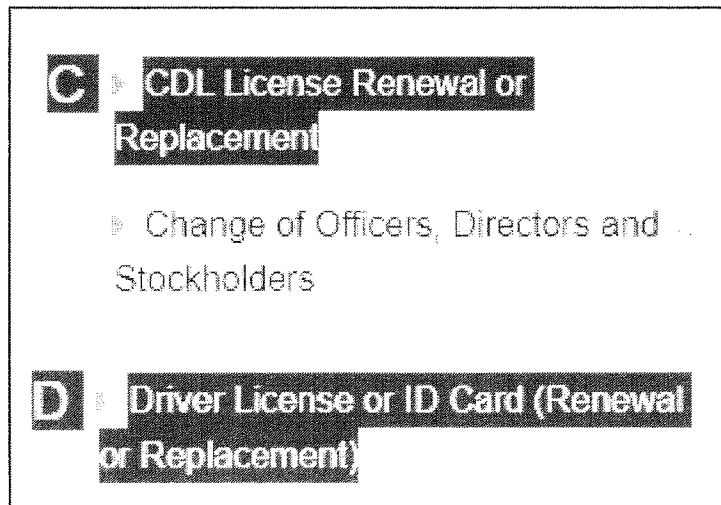 C CDL License Renewal or
Replacement
Change of Officers, Directors and
Stockholders
D Driver License or ID Card (Renewal
or Replacement)